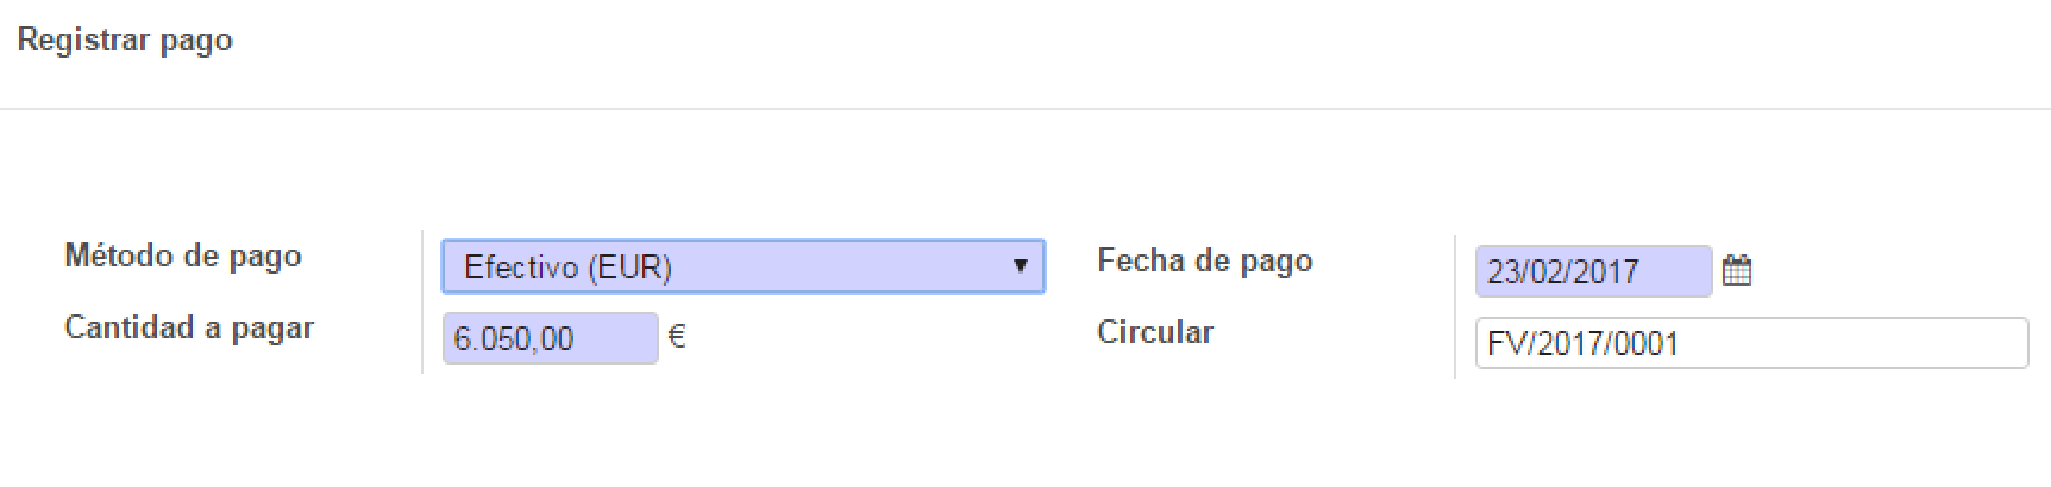 Registrar pago
Método de pago
Efectivo (EUR)
Fecha de pago
23/02/2017
Cantidad a pagar
6.050,00 €
Circular
FV/2017/0001